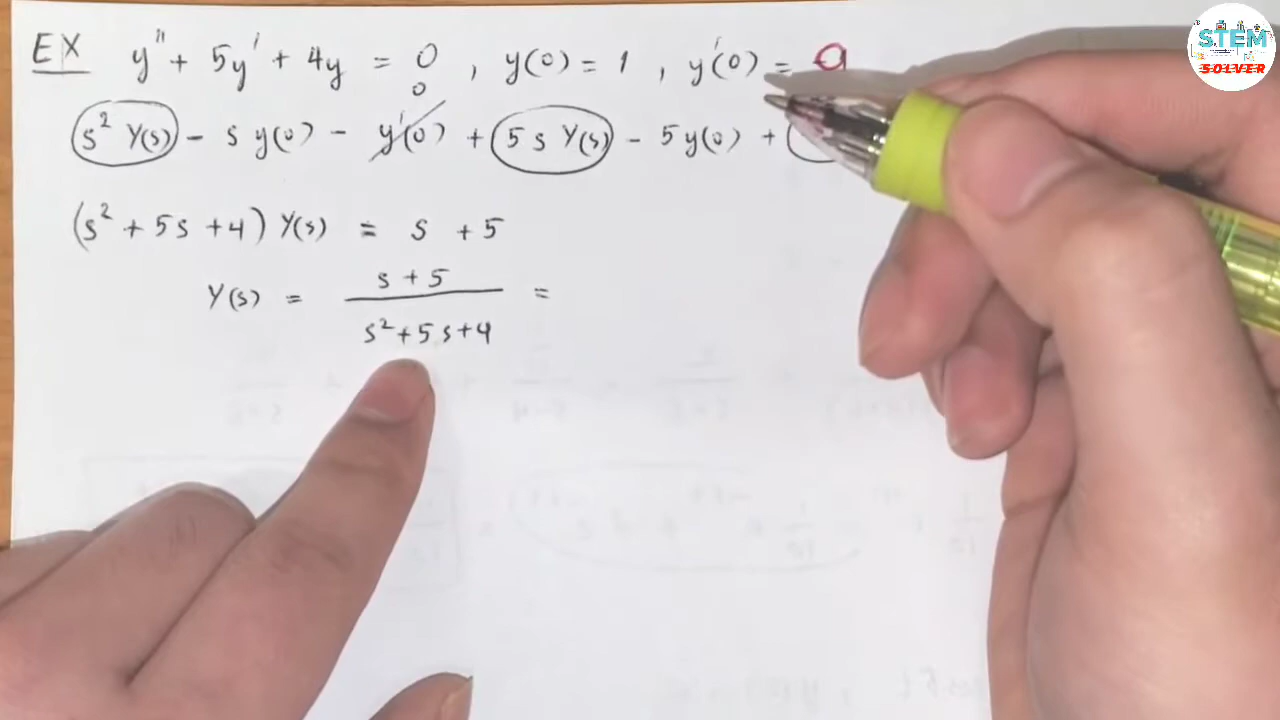 EX y'' + 5y' + 4y = 0 , y(0) = 1 , y'(0) = 0
0
s² Y(s) - s y(0) - y'(0) + 5 s Y(s) - 5 y(0) +
(s² + 5s + 4) Y(s) = s + 5
Y(s) = s + 5 / s² + 5s + 4 =
STEM
SOLVER